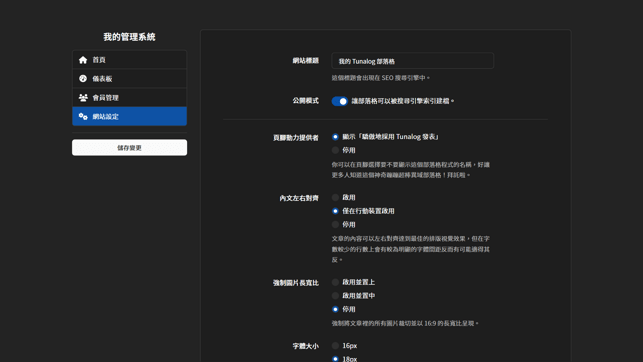 我的管理系統
首頁
儀表板
會員管理
網站設定
儲存變更
網站標題
我的 Tunalog 部落格
這個標題會出現在 SEO 搜尋引擎中。
公開模式
讓部落格可以被搜尋引擎索引建檔。
頁腳動力提供者
顯示「驕傲地採用 Tunalog 發表」
停用
你可以在頁腳選擇要不要顯示這個部落格程式的名稱，好讓
更多人知道這個神奇蹦蹦超棒異域部落格！拜託啦。
內文左右對齊
啟用
僅在行動裝置啟用
停用
文章的內容可以左右對齊達到最佳的排版視覺效果，但在字
數較少的行數上會有較為明顯的字體間距反而有可能適得其
反。
強制圖片長寬比
啟用並置上
啟用並置中
停用
強制將文章裡的所有圖片裁切並以 16:9 的長寬比呈現。
字體大小
16px
18px